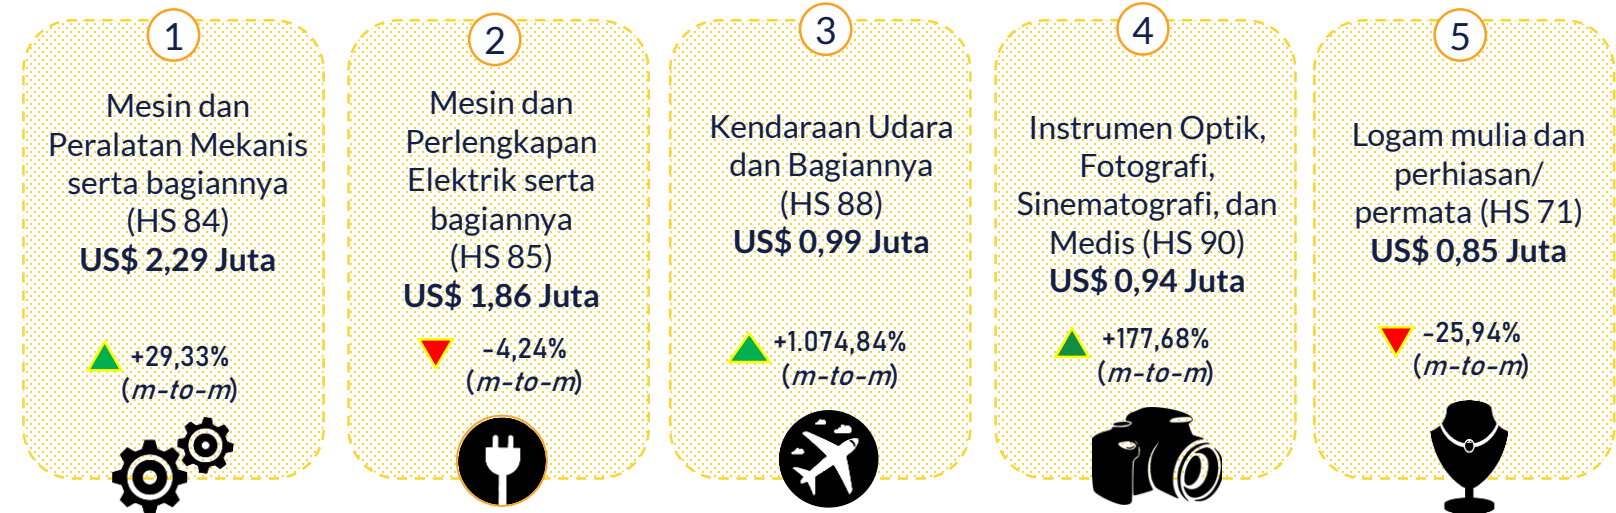 1
Mesin dan
Peralatan Mekanis
serta bagiannya
(HS 84)
US$ 2,29 Juta
+29,33%
(m-to-m)
2
Mesin dan
Perlengkapan
Elektrik serta
bagiannya
(HS 85)
US$ 1,86 Juta
-4,24%
(m-to-m)
3
Kendaraan Udara
dan Bagiannya
(HS 88)
US$ 0,99 Juta
+1.074,84%
(m-to-m)
4
Instrumen Optik,
Fotografi,
Sinematografi, dan
Medis (HS 90)
US$ 0,94 Juta
+177,68%
(m-to-m)
5
Logam mulia dan
perhiasan/
permata (HS 71)
US$ 0,85 Juta
-25,94%
(m-to-m)